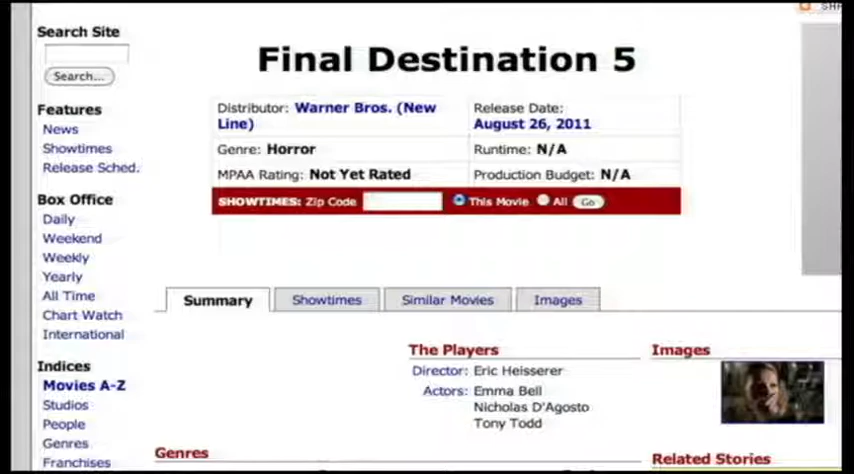 SHA
Search Site
Search...
Features
News
Showtimes
Release Sched.
Box Office
Daily
Weekend
Weekly
Yearly
All Time
Chart Watch
International
Indices
Movies A-Z
Studios
People
Genres
Franchises
Final Destination 5
Distributor: Warner Bros. (New
Line)
Release Date:
August 26, 2011
Genre: Horror
Runtime: N/A
MPAA Rating: Not Yet Rated
Production Budget: N/A
SHOWTIMES: Zip Code This Movie All Go
Summary Showtimes Similar Movies Images
The Players
Director: Eric Heisserer
Actors: Emma Bell
Nicholas D'Agosto
Tony Todd
Images
Genres
Related Stories